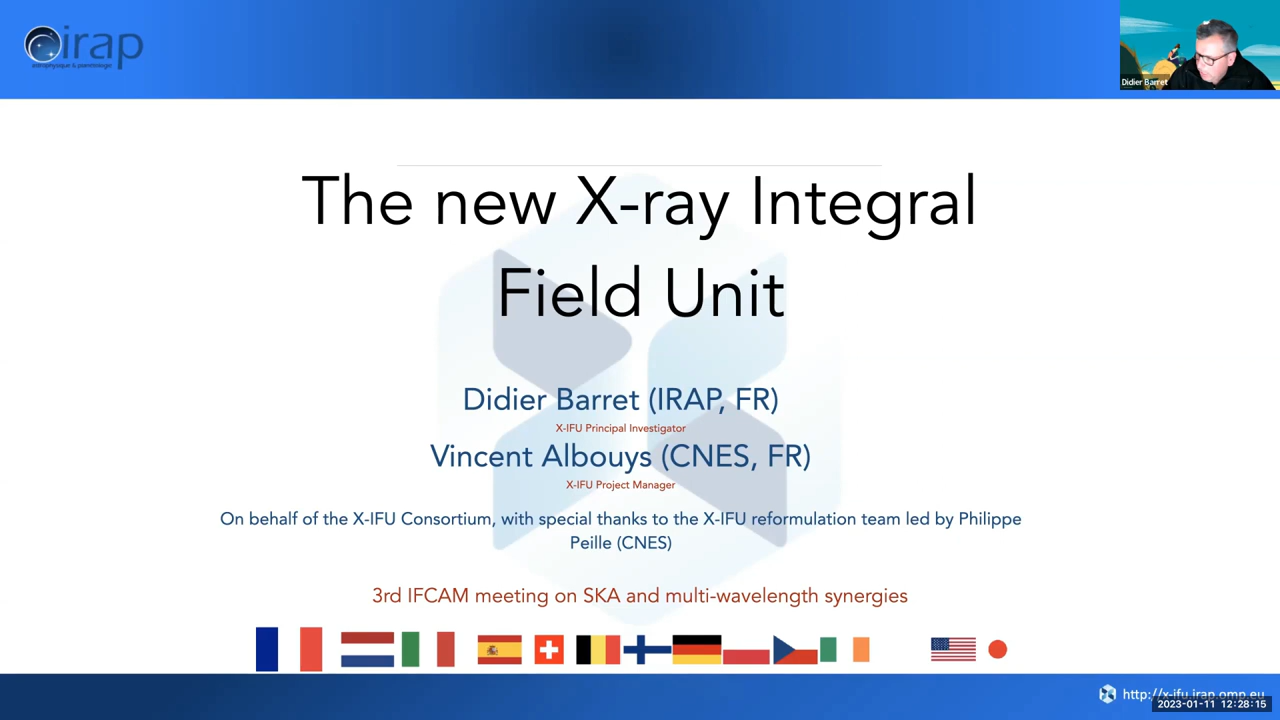 irap
astrophysique & planétologie
Didier Barret
The new X-ray Integral
Field Unit
Didier Barret (IRAP, FR)
X-IFU Principal Investigator
Vincent Albouys (CNES, FR)
X-IFU Project Manager
On behalf of the X-IFU Consortium, with special thanks to the X-IFU reformulation team led by Philippe
Peille (CNES)
3rd IFCAM meeting on SKA and multi-wavelength synergies
http://x-ifu.irap.omp.eu
2023-01-11 12:28:15